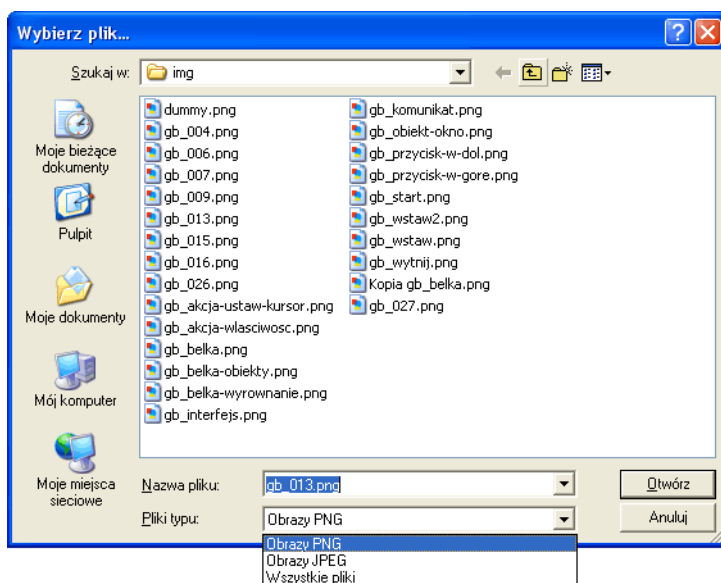 Wybierz plik...
Szukaj w:
img
Moje bieżące
dokumenty
Pulpit
Moje dokumenty
Mój komputer
Moje miejsca
sieciowe
dummy.png
gb_004.png
gb_006.png
gb_007.png
gb_009.png
gb_013.png
gb_015.png
gb_016.png
gb_026.png
gb_akcja-ustaw-kursor.png
gb_akcja-wlasciwosc.png
gb_belka.png
gb_belka-obiekty.png
gb_belka-wyrownanie.png
gb_interfejs.png
gb_komunikat.png
gb_obiekt-okno.png
gb_przycisk-w-dol.png
gb_przycisk-w-gore.png
gb_start.png
gb_wstaw2.png
gb_wstaw.png
gb_wytnij.png
Kopia gb_belka.png
gb_027.png
Nazwa pliku:
gb_013.png
Otwórz
Pliki typu:
Obrazy PNG
Anuluj
Obrazy PNG
Obrazy JPEG
Wszystkie pliki